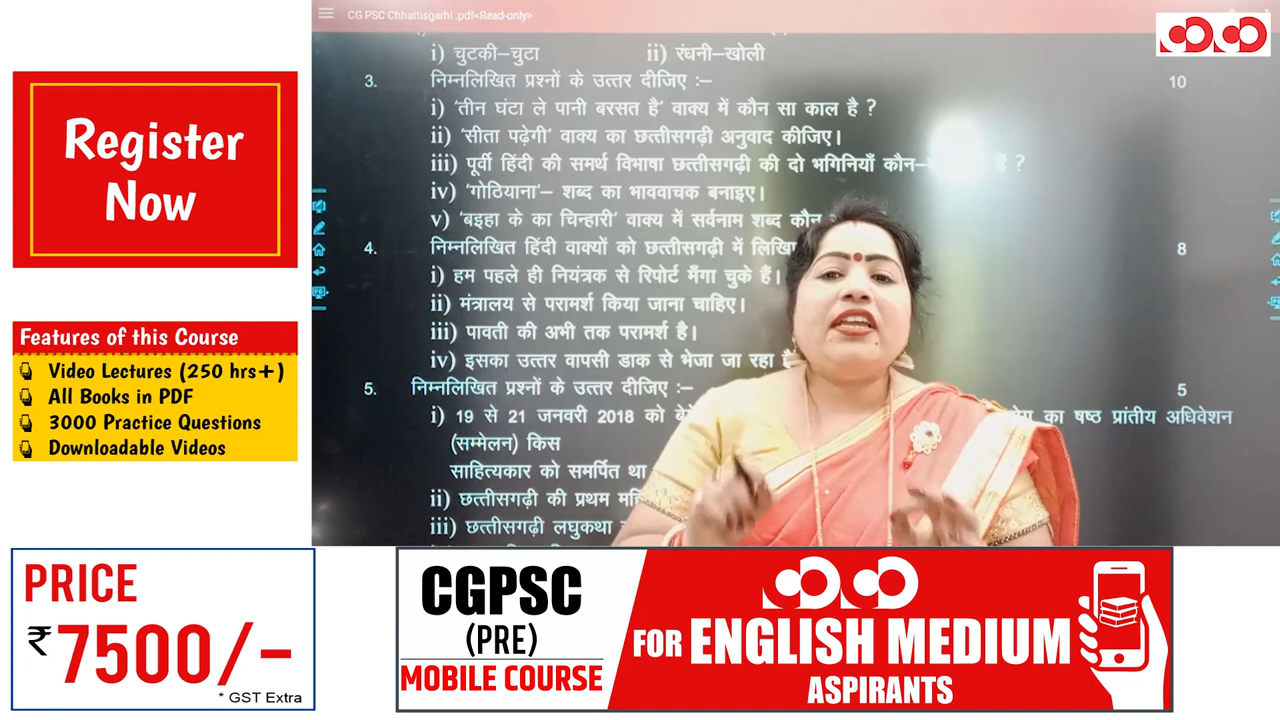 CG PSC Chhattisgarhi .pdf<Read-only>
i) चुटकी–चुटा ii) रंधनी–खोली
3. निम्नलिखित प्रश्नों के उत्तर दीजिए :– 10
i) ‘तीन घंटा ले पानी बरसत है’ वाक्य में कौन सा काल है ?
ii) ‘सीता पढ़ेगी’ वाक्य का छत्तीसगढ़ी अनुवाद कीजिए।
iii) पूर्वी हिंदी की समर्थ विभाषा छत्तीसगढ़ी की दो भगिनियाँ कौन– हैं ?
iv) ‘गोठियाना’– शब्द का भाववाचक बनाइए।
v) ‘बइहा के का चिन्हारी’ वाक्य में सर्वनाम शब्द कौन
4. निम्नलिखित हिंदी वाक्यों को छत्तीसगढ़ी में लिखि 8
i) हम पहले ही नियंत्रक से रिपोर्ट मँगा चुके हैं।
ii) मंत्रालय से परामर्श किया जाना चाहिए।
iii) पावती की अभी तक परामर्श है।
iv) इसका उत्तर वापसी डाक से भेजा जा रहा
5. निम्नलिखित प्रश्नों के उत्तर दीजिए :– 5
i) 19 से 21 जनवरी 2018 को का षष्ठ प्रांतीय अधिवेशन
(सम्मेलन) किस
साहित्यकार को समर्पित था
ii) छत्तीसगढ़ी की प्रथम
iii) छत्तीसगढ़ी लघुकथा
Register
Now
Features of this Course
Video Lectures (250 hrs+)
All Books in PDF
3000 Practice Questions
Downloadable Videos
PRICE
₹7500/-
* GST Extra
CGPSC
(PRE)
MOBILE COURSE
FOR ENGLISH MEDIUM
ASPIRANTS